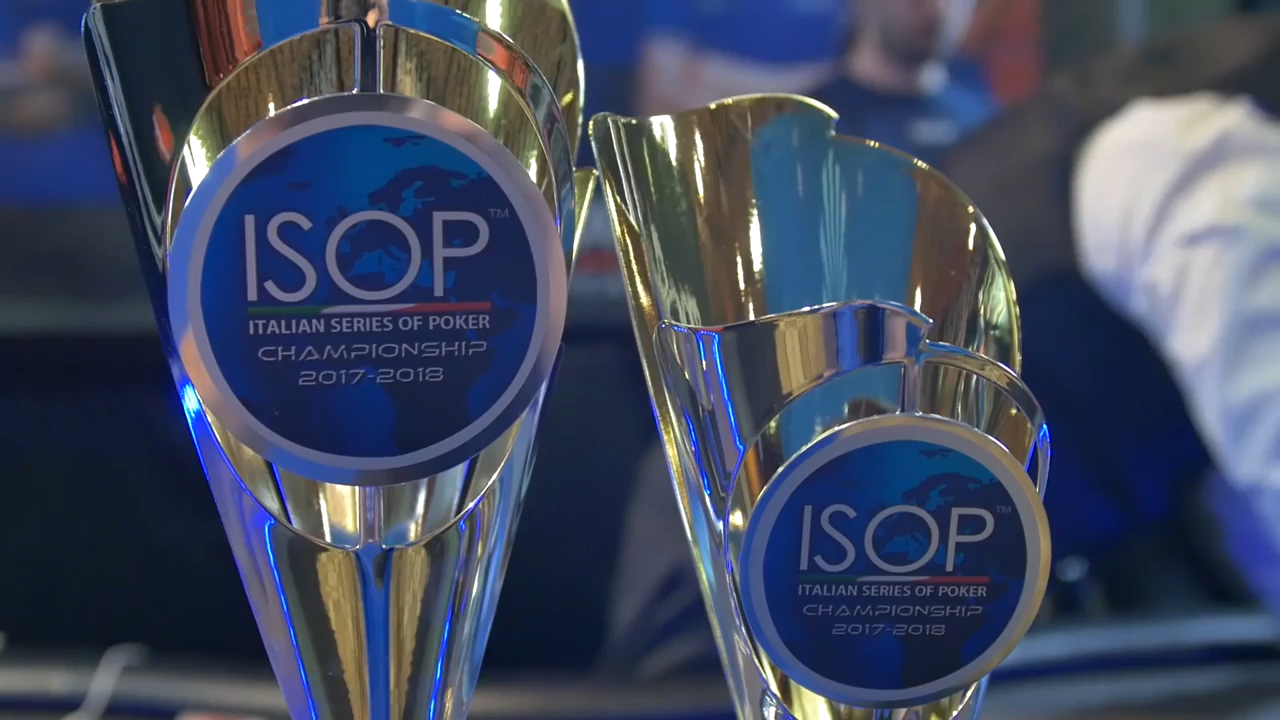 ISOP™
ITALIAN SERIES OF POKER
CHAMPIONSHIP
2017-2018
ISOP™
ITALIAN SERIES OF POKER
CHAMPIONSHIP
2017-2018